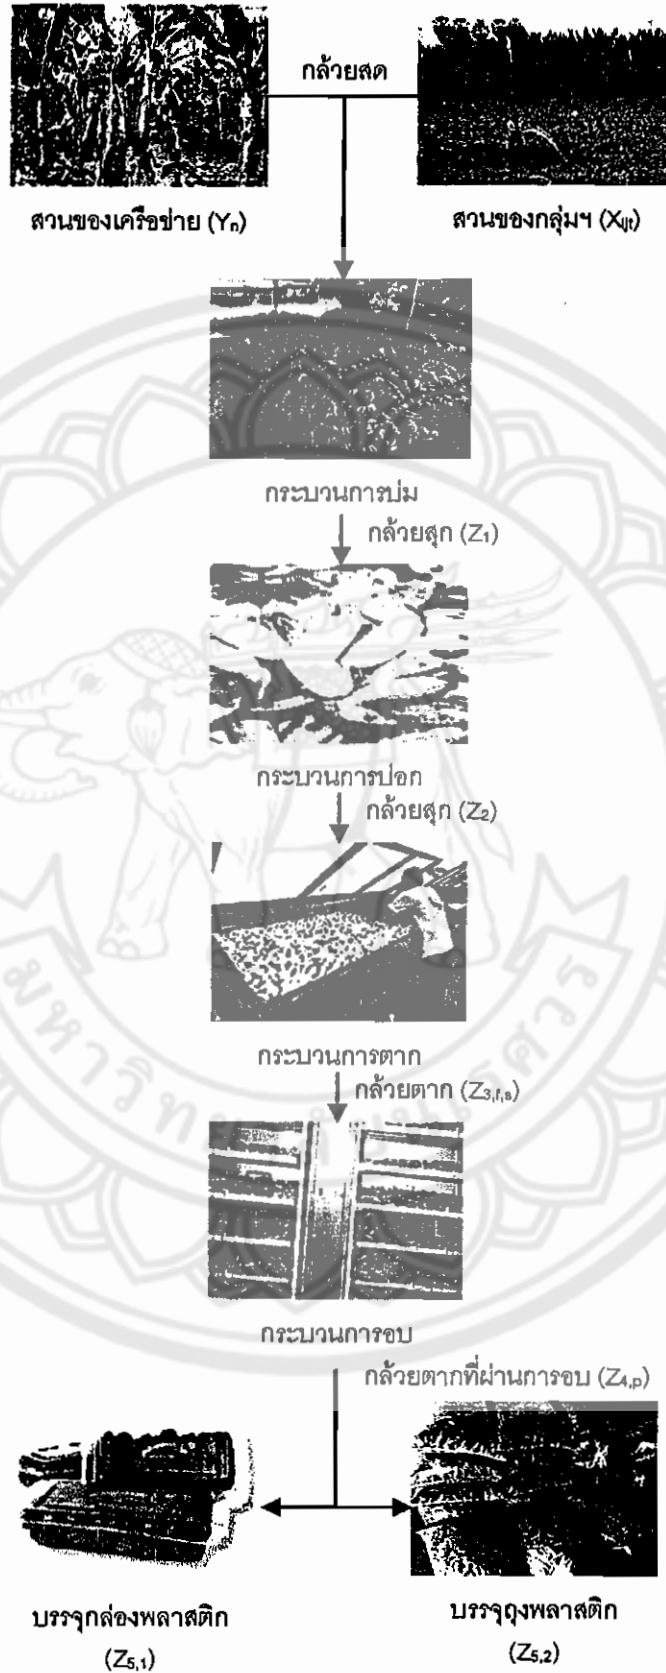 กล้วยสด
สวนของเครือข่าย (Yₙ)
สวนของกลุ่มฯ (Xᵢⱼₜ)
กระบวนการบ่ม
กล้วยสุก (Z₁)
กระบวนการปอก
กล้วยสุก (Z₂)
กระบวนการตาก
กล้วยตาก (Z₃,ᵣ,ₛ)
กระบวนการอบ
กล้วยตากที่ผ่านการอบ (Z₄,ₚ)
บรรจุกล่องพลาสติก
(Z₅,₁)
บรรจุถุงพลาสติก
(Z₅,₂)